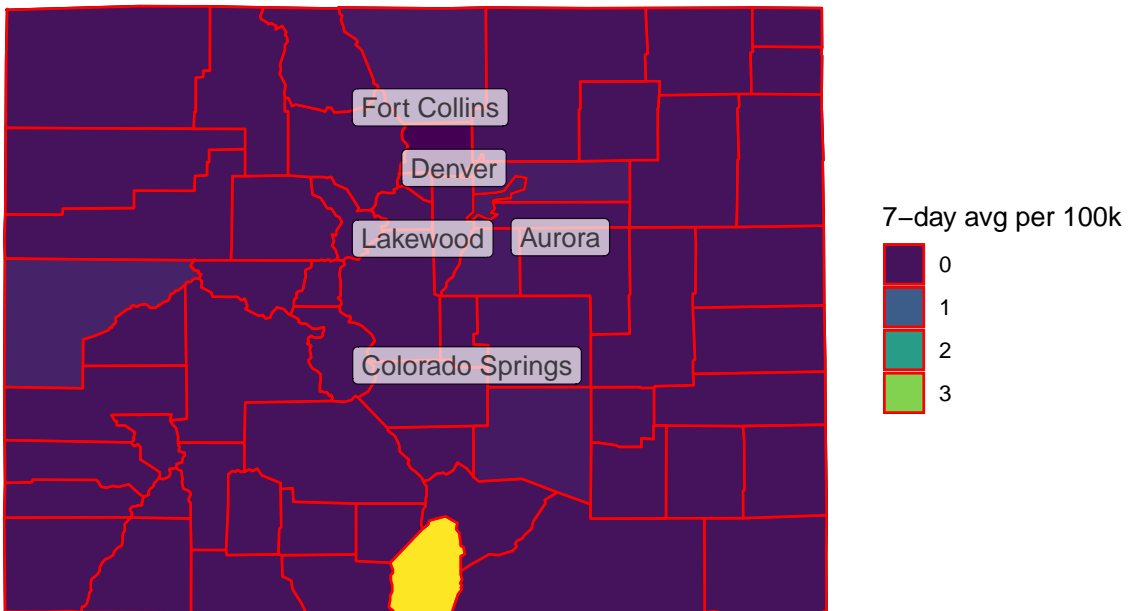 Fort Collins
Denver
Lakewood
Aurora
Colorado Springs
7−day avg per 100k
0
1
2
3